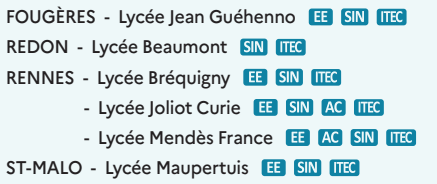 FOUGÈRES - Lycée Jean Guéhenno EE SIN ITEC
REDON - Lycée Beaumont SIN ITEC
RENNES - Lycée Bréquigny EE SIN ITEC
- Lycée Joliot Curie EE SIN AC ITEC
- Lycée Mendès France EE AC SIN ITEC
ST-MALO - Lycée Maupertuis EE SIN ITEC